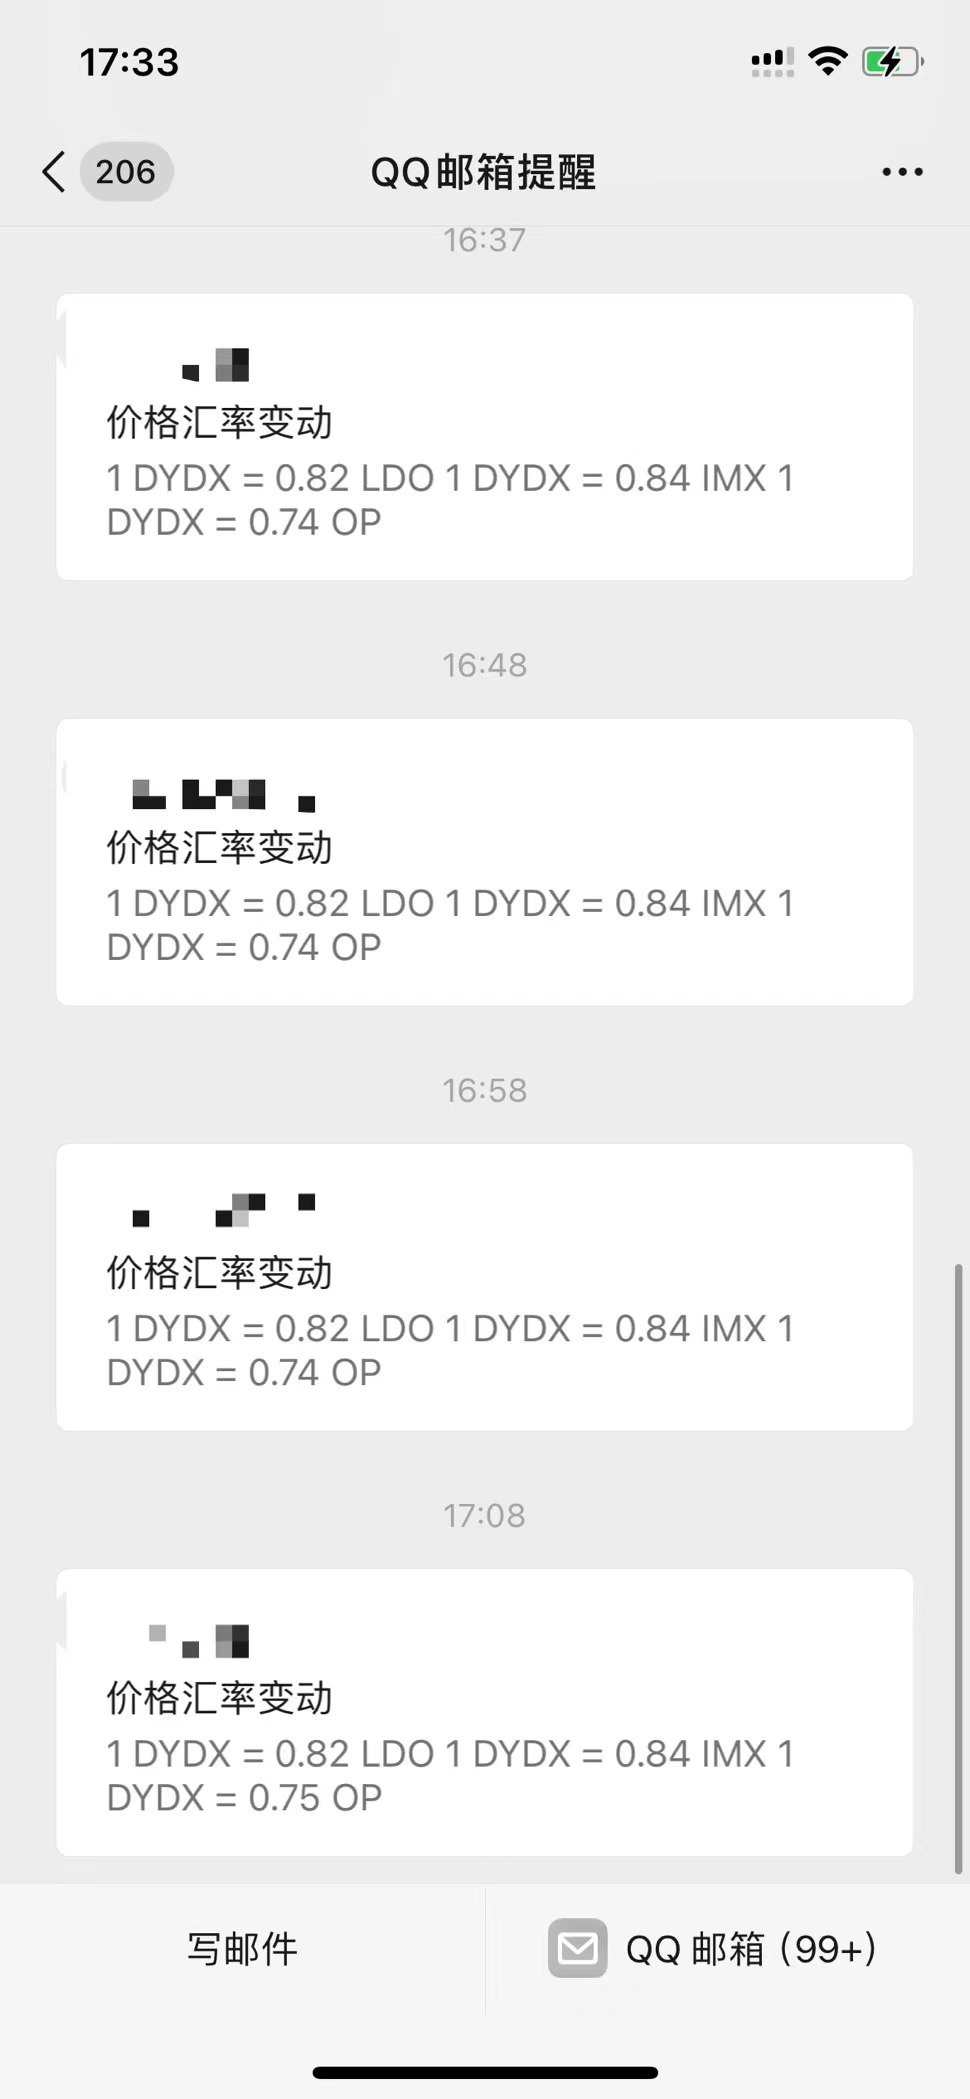 17:33
206
QQ邮箱提醒
16:37
价格汇率变动
1 DYDX = 0.82 LDO 1 DYDX = 0.84 IMX 1
DYDX = 0.74 OP
16:48
价格汇率变动
1 DYDX = 0.82 LDO 1 DYDX = 0.84 IMX 1
DYDX = 0.74 OP
16:58
价格汇率变动
1 DYDX = 0.82 LDO 1 DYDX = 0.84 IMX 1
DYDX = 0.74 OP
17:08
价格汇率变动
1 DYDX = 0.82 LDO 1 DYDX = 0.84 IMX 1
DYDX = 0.75 OP
写邮件
QQ 邮箱 (99+)